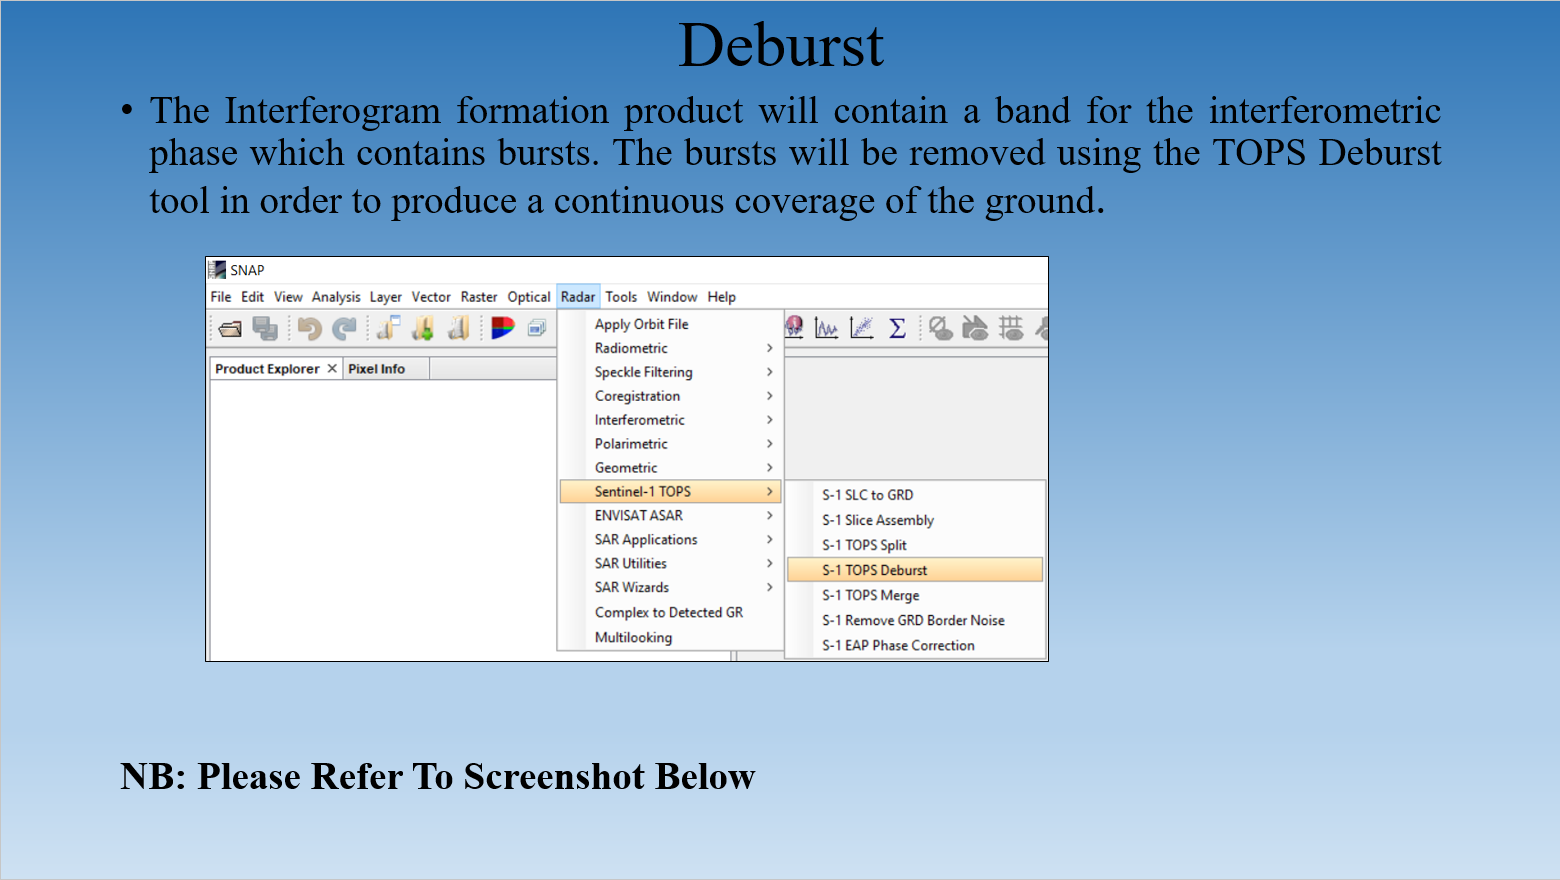 Deburst
• The Interferogram formation product will contain a band for the interferometric
phase which contains bursts. The bursts will be removed using the TOPS Deburst
tool in order to produce a continuous coverage of the ground.
SNAP
File Edit View Analysis Layer Vector Raster Optical Radar Tools Window Help
Product Explorer Pixel Info
Apply Orbit File
Radiometric
Speckle Filtering
Coregistration
Interferometric
Polarimetric
Geometric
Sentinel-1 TOPS
ENVISAT ASAR
SAR Applications
SAR Utilities
SAR Wizards
Complex to Detected GR
Multilooking
S-1 SLC to GRD
S-1 Slice Assembly
S-1 TOPS Split
S-1 TOPS Deburst
S-1 TOPS Merge
S-1 Remove GRD Border Noise
S-1 EAP Phase Correction
NB: Please Refer To Screenshot Below